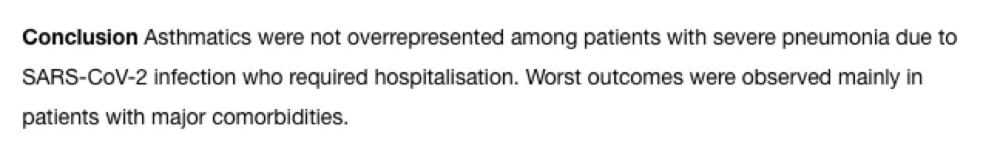 Conclusion Asthmatics were not overrepresented among patients with severe pneumonia due to
SARS-CoV-2 infection who required hospitalisation. Worst outcomes were observed mainly in
patients with major comorbidities.